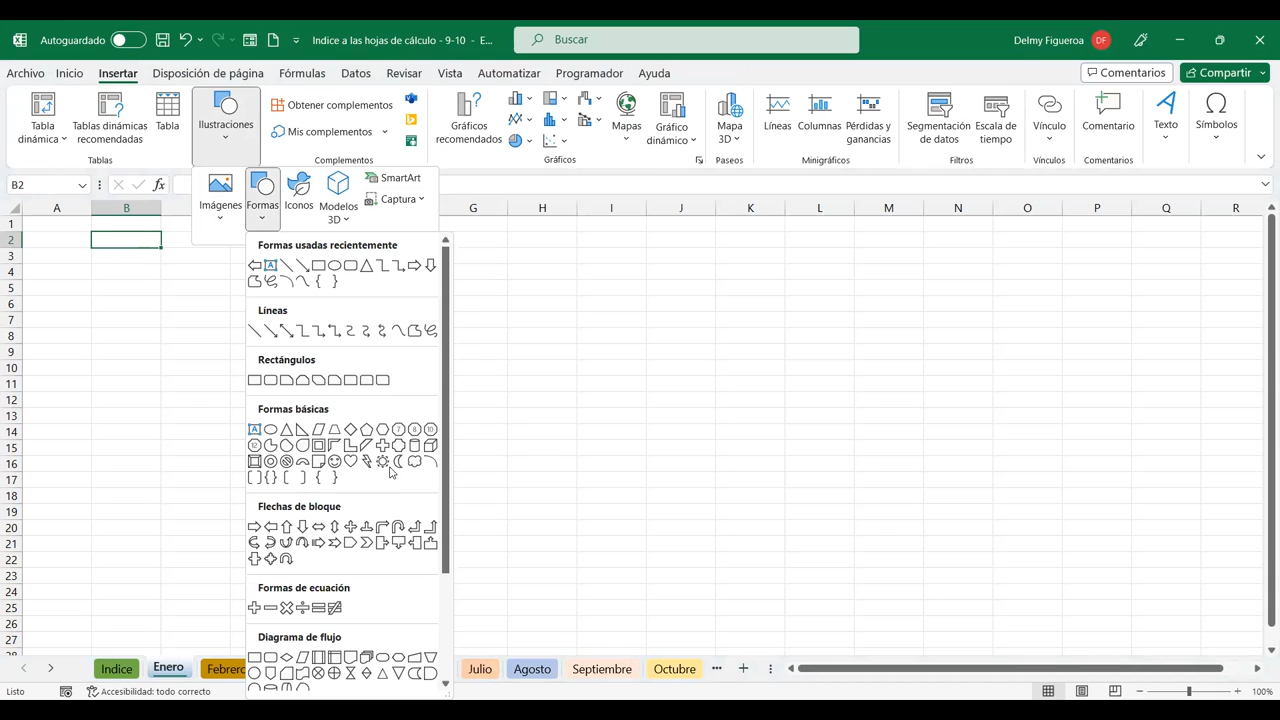 Autoguardado
Indice a las hojas de cálculo - 9-10 - E...
Buscar
Delmy Figueroa DF
Archivo Inicio Insertar Disposición de página Fórmulas Datos Revisar Vista Automatizar Programador Ayuda
Comentarios Compartir
Tabla dinámica
Tablas dinámicas recomendadas
Tabla
Tablas
Ilustraciones
Obtener complementos
Mis complementos
Complementos
Gráficos recomendados
Mapas
Gráfico dinámico
Gráficos
Mapa 3D
Paseos
Líneas
Columnas
Pérdidas y ganancias
Minigráficos
Segmentación de datos
Escala de tiempo
Filtros
Vínculo
Vínculos
Comentario
Comentarios
Texto
Símbolos
B2
fx
Imágenes
Formas
Iconos
Modelos 3D
SmartArt
Captura
A B G H I J K L M N O P Q R
1
2
3
4
5
6
7
8
9
10
11
12
13
14
15
16
17
18
19
20
21
22
23
24
25
26
27
28
Formas usadas recientemente
A
Líneas
Rectángulos
Formas básicas
A 7 8 10
12
Flechas de bloque
Formas de ecuación
Diagrama de flujo
Indice Enero Febrero Julio Agosto Septiembre Octubre
Listo
Accesibilidad: todo correcto
100%